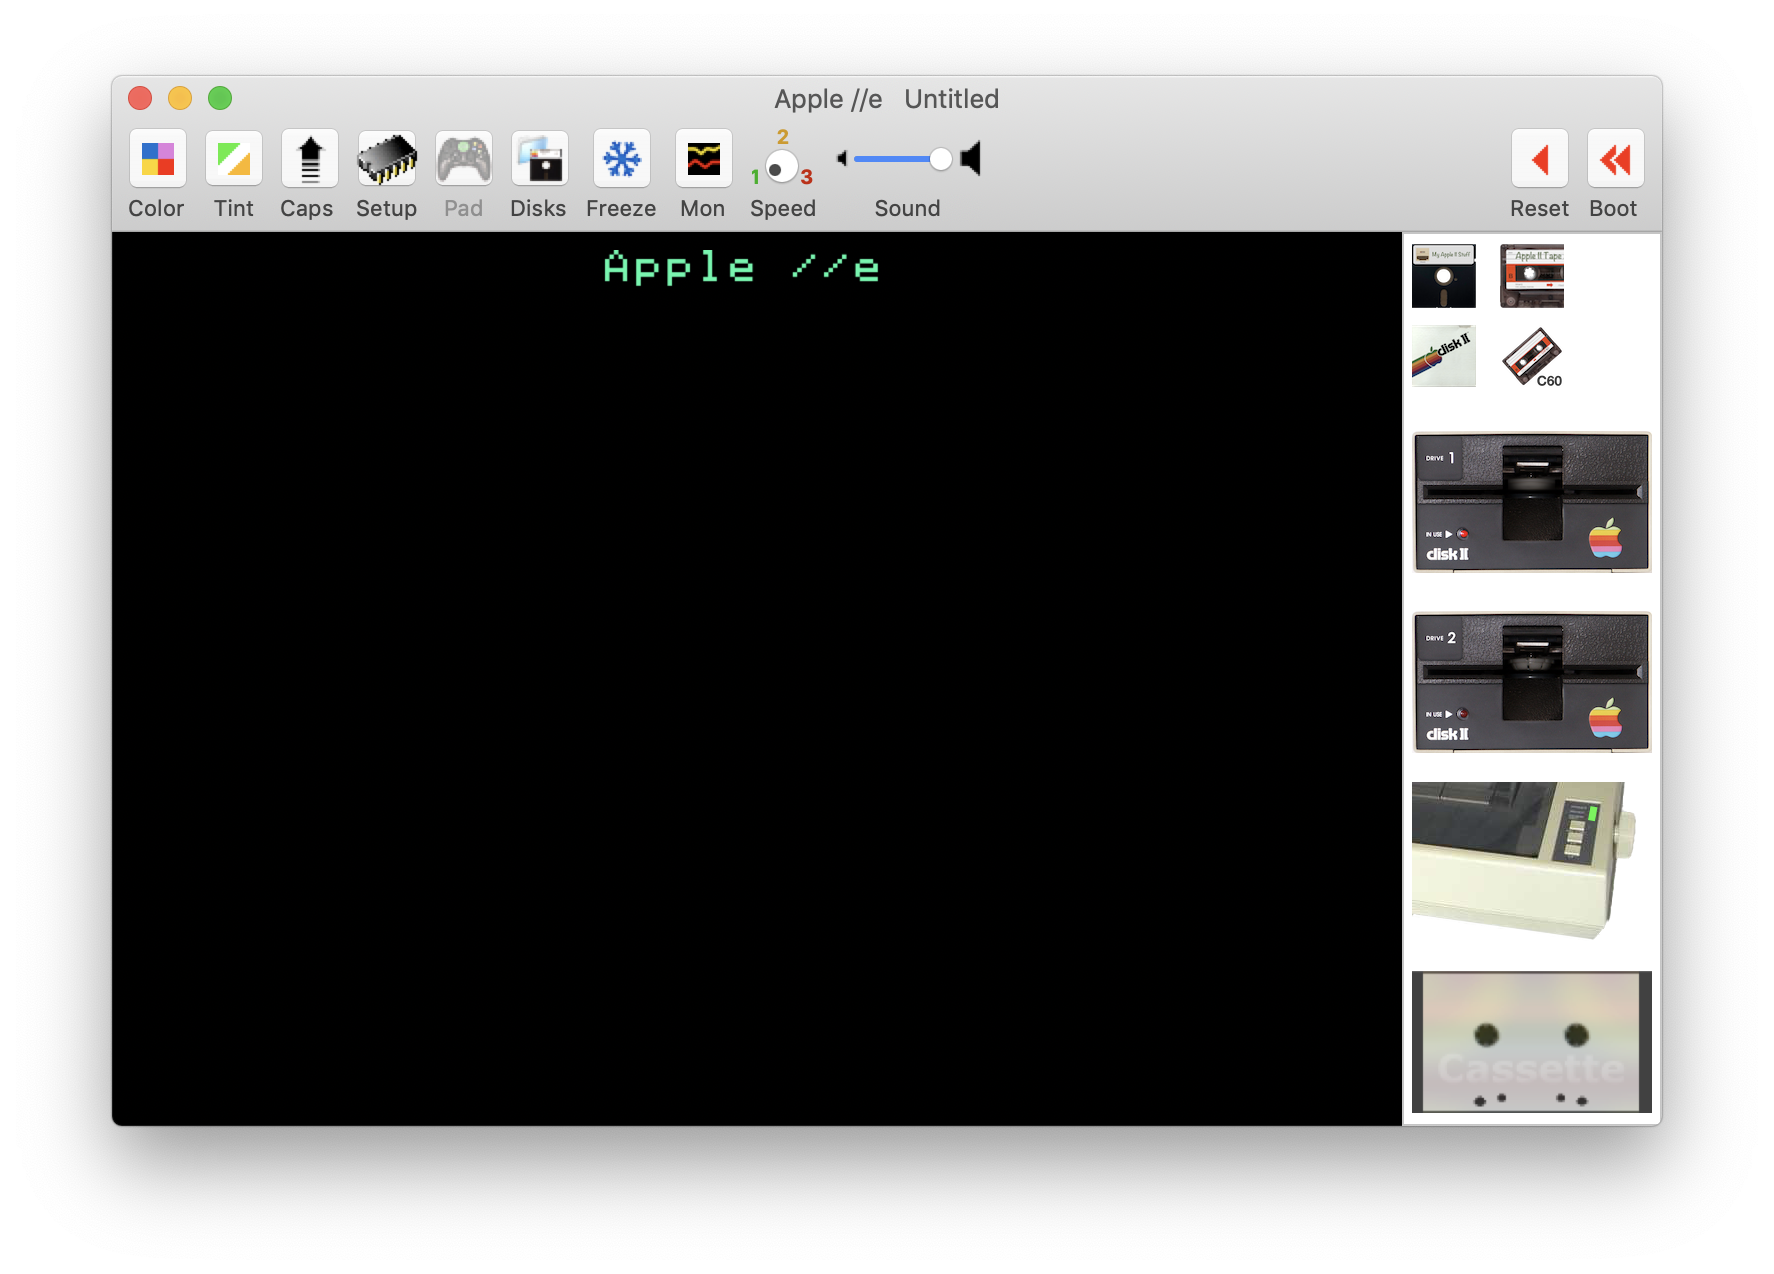 Apple //e Untitled
Color Tint Caps Setup Pad Disks Freeze Mon Speed Sound Reset Boot
1 2 3
Apple //e
My Apple II Stuff
Apple II Tape
disk II
C60
DRIVE 1
IN USE
disk II
DRIVE 2
IN USE
disk II
Cassette